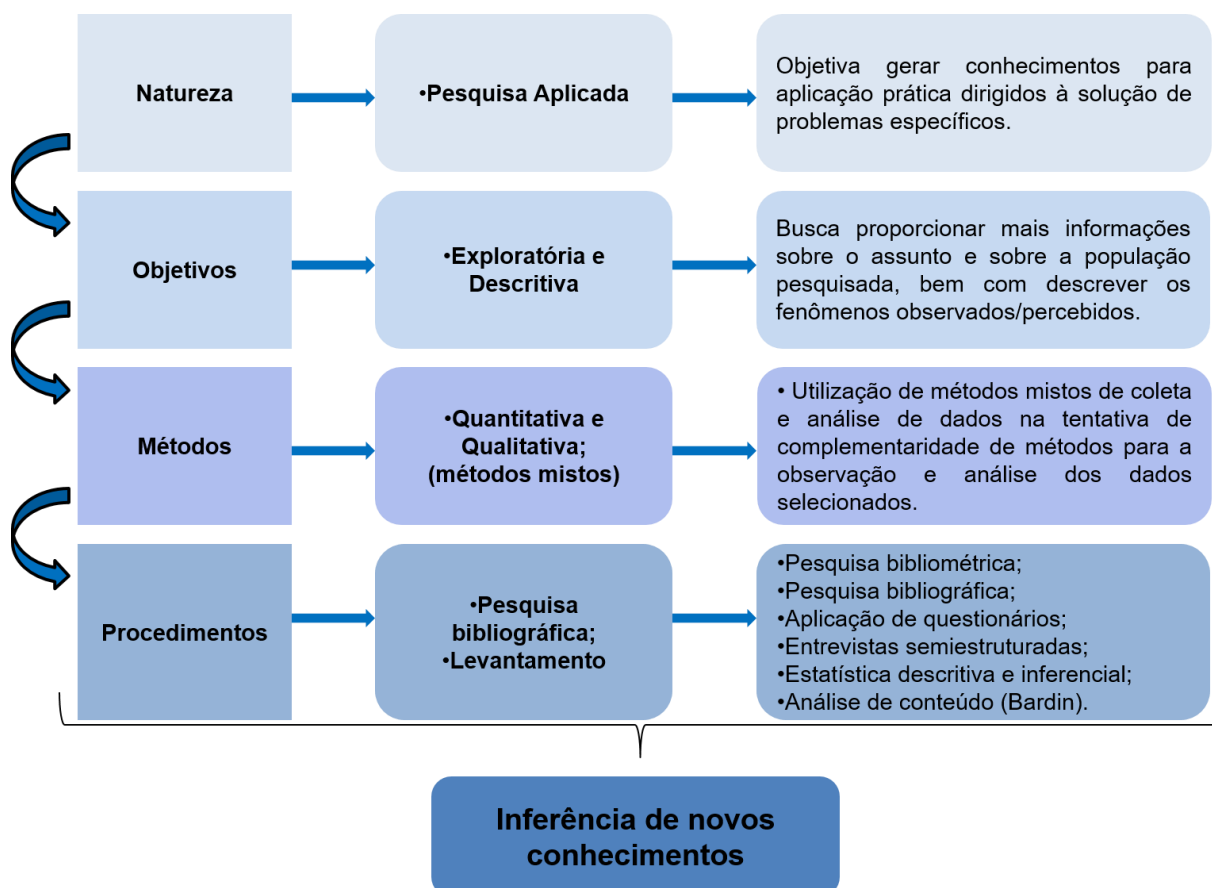 Natureza
•Pesquisa Aplicada
Objetiva gerar conhecimentos para
aplicação prática dirigidos à solução de
problemas específicos.
Objetivos
•Exploratória e
Descritiva
Busca proporcionar mais informações
sobre o assunto e sobre a população
pesquisada, bem com descrever os
fenômenos observados/percebidos.
Métodos
•Quantitativa e
Qualitativa;
(métodos mistos)
• Utilização de métodos mistos de coleta
e análise de dados na tentativa de
complementaridade de métodos para a
observação e análise dos dados
selecionados.
Procedimentos
•Pesquisa
bibliográfica;
•Levantamento
•Pesquisa bibliométrica;
•Pesquisa bibliográfica;
•Aplicação de questionários;
•Entrevistas semiestruturadas;
•Estatística descritiva e inferencial;
•Análise de conteúdo (Bardin).
Inferência de novos
conhecimentos